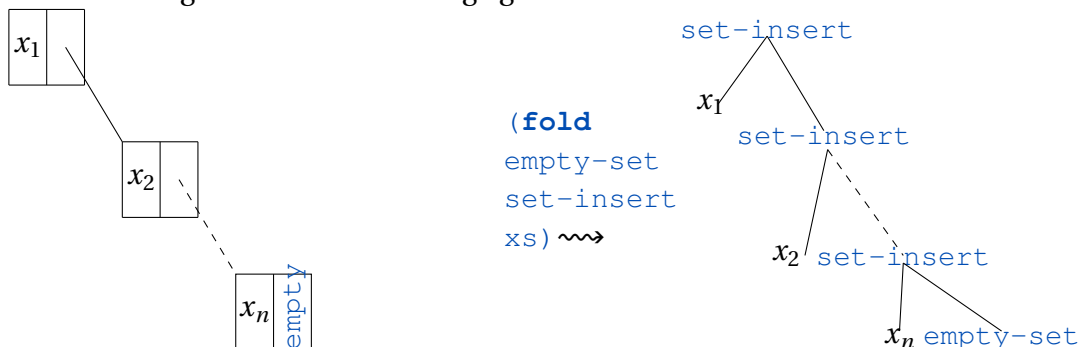 x₁
x₂
xₙ empty
(fold
empty-set
set-insert
xs) ⇝
set-insert
x₁
set-insert
x₂ set-insert
xₙ empty-set